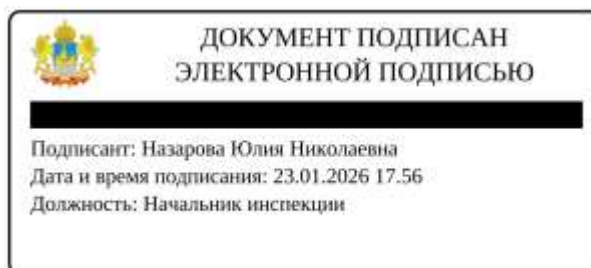 ДОКУМЕНТ ПОДПИСАН
ЭЛЕКТРОННОЙ ПОДПИСЬЮ
Подписант: Назарова Юлия Николаевна
Дата и время подписания: 23.01.2026 17.56
Должность: Начальник инспекции